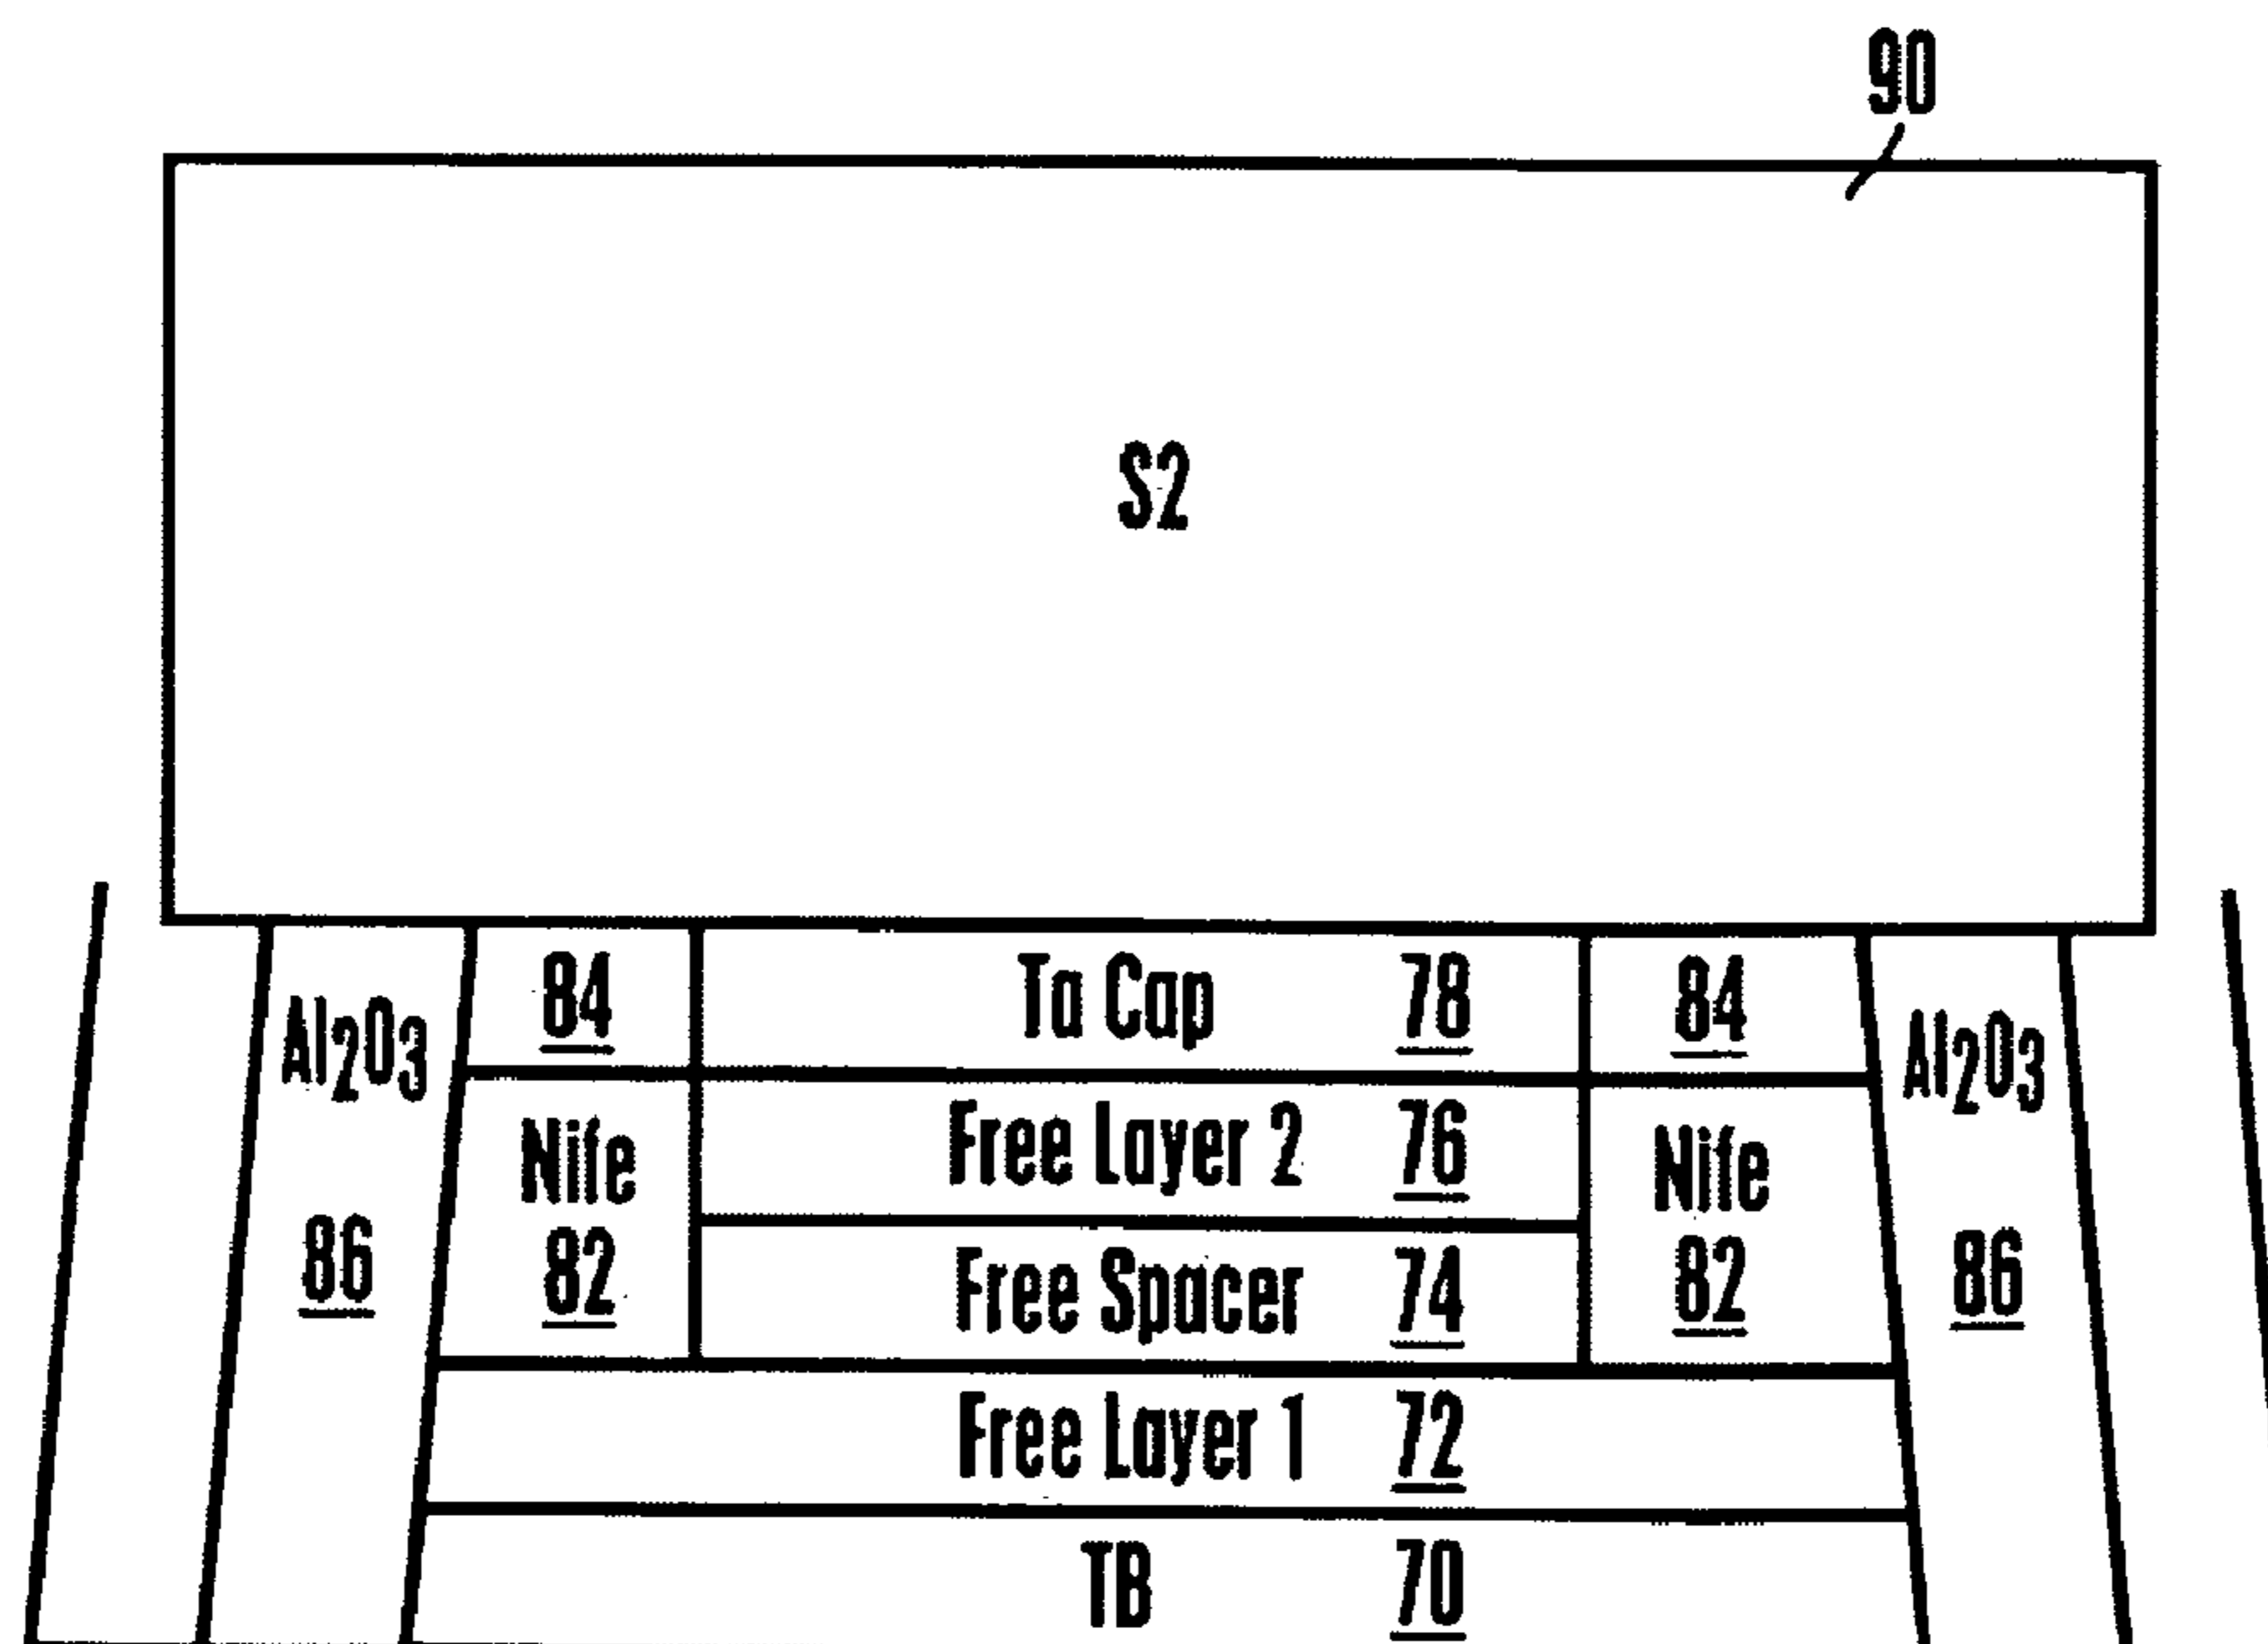 90
S2
84 Ta Cap 78 84
Al2O3 Al2O3
Free Layer 2 76
Nife Nife
86 82 Free Spacer 74 82 86
Free Layer 1 72
TB 70